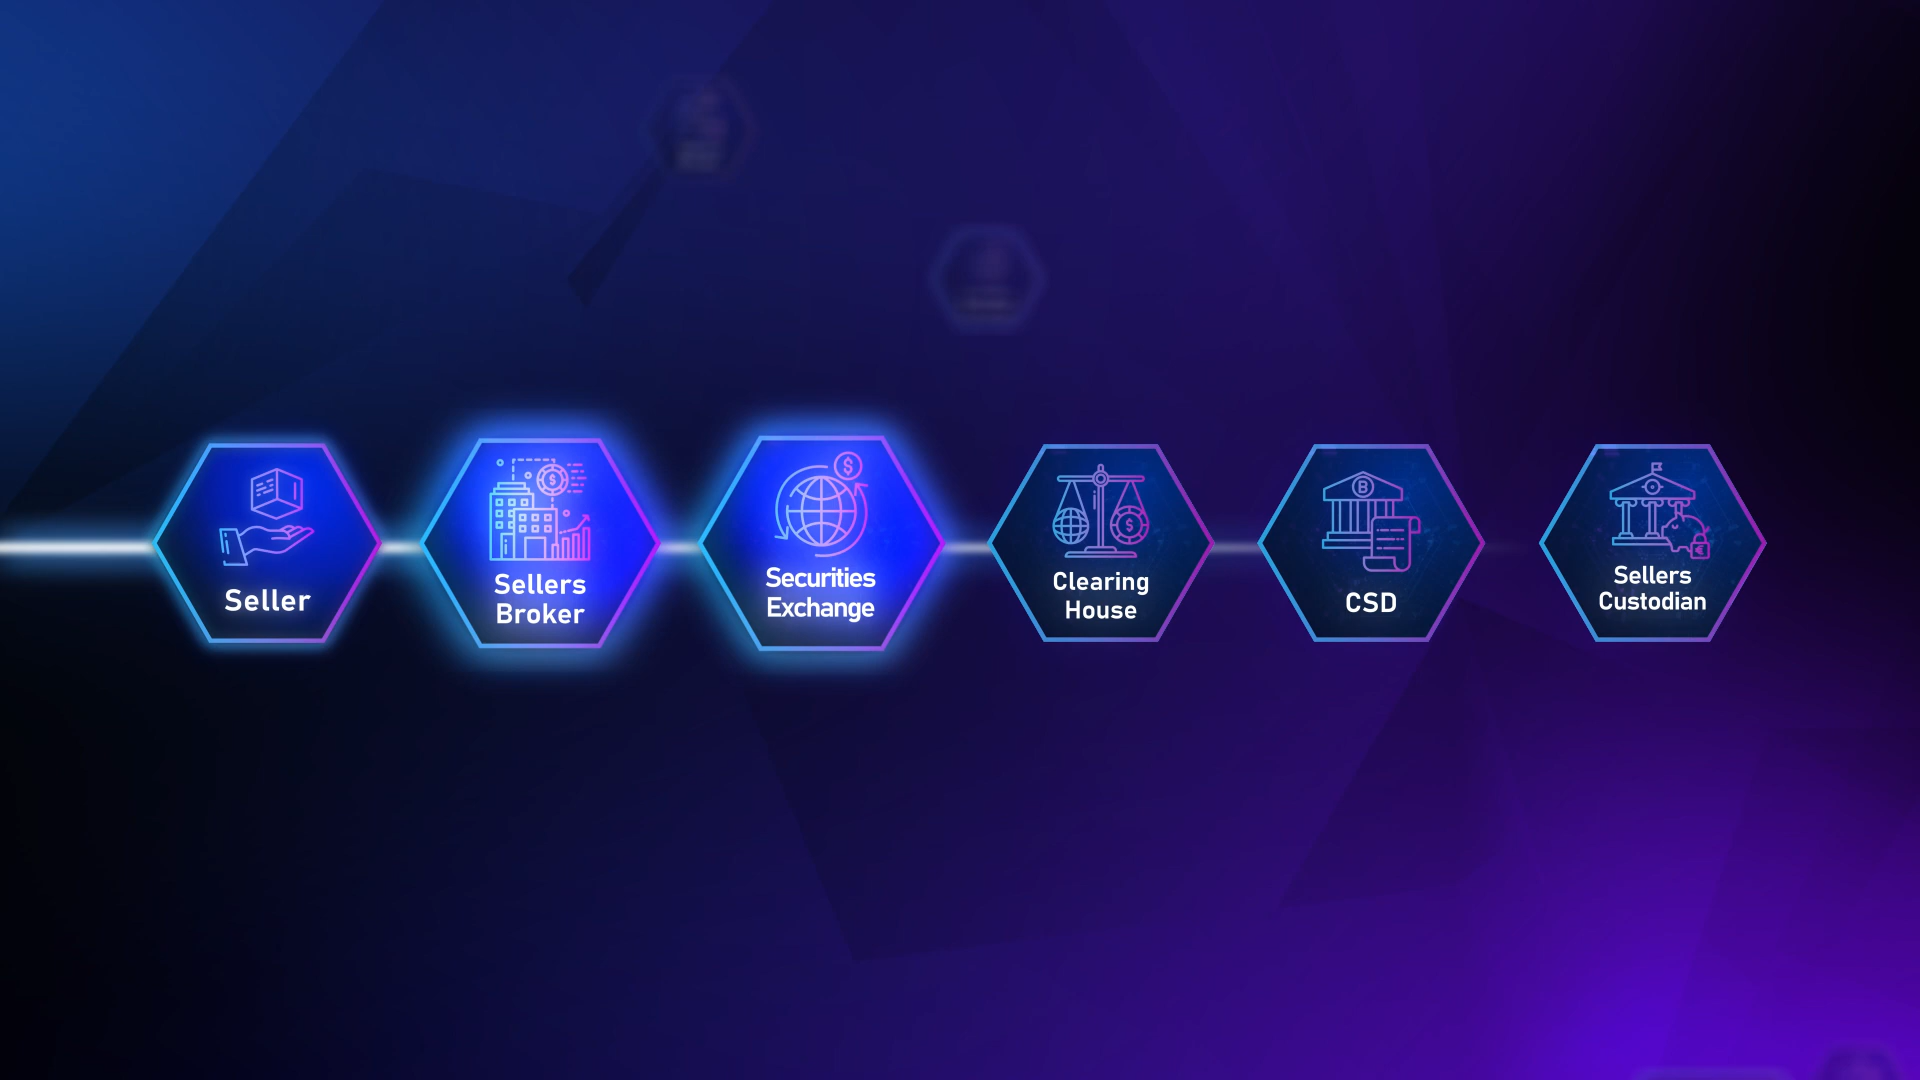 Seller
Sellers
Broker
Securities
Exchange
Clearing
House
CSD
Sellers
Custodian